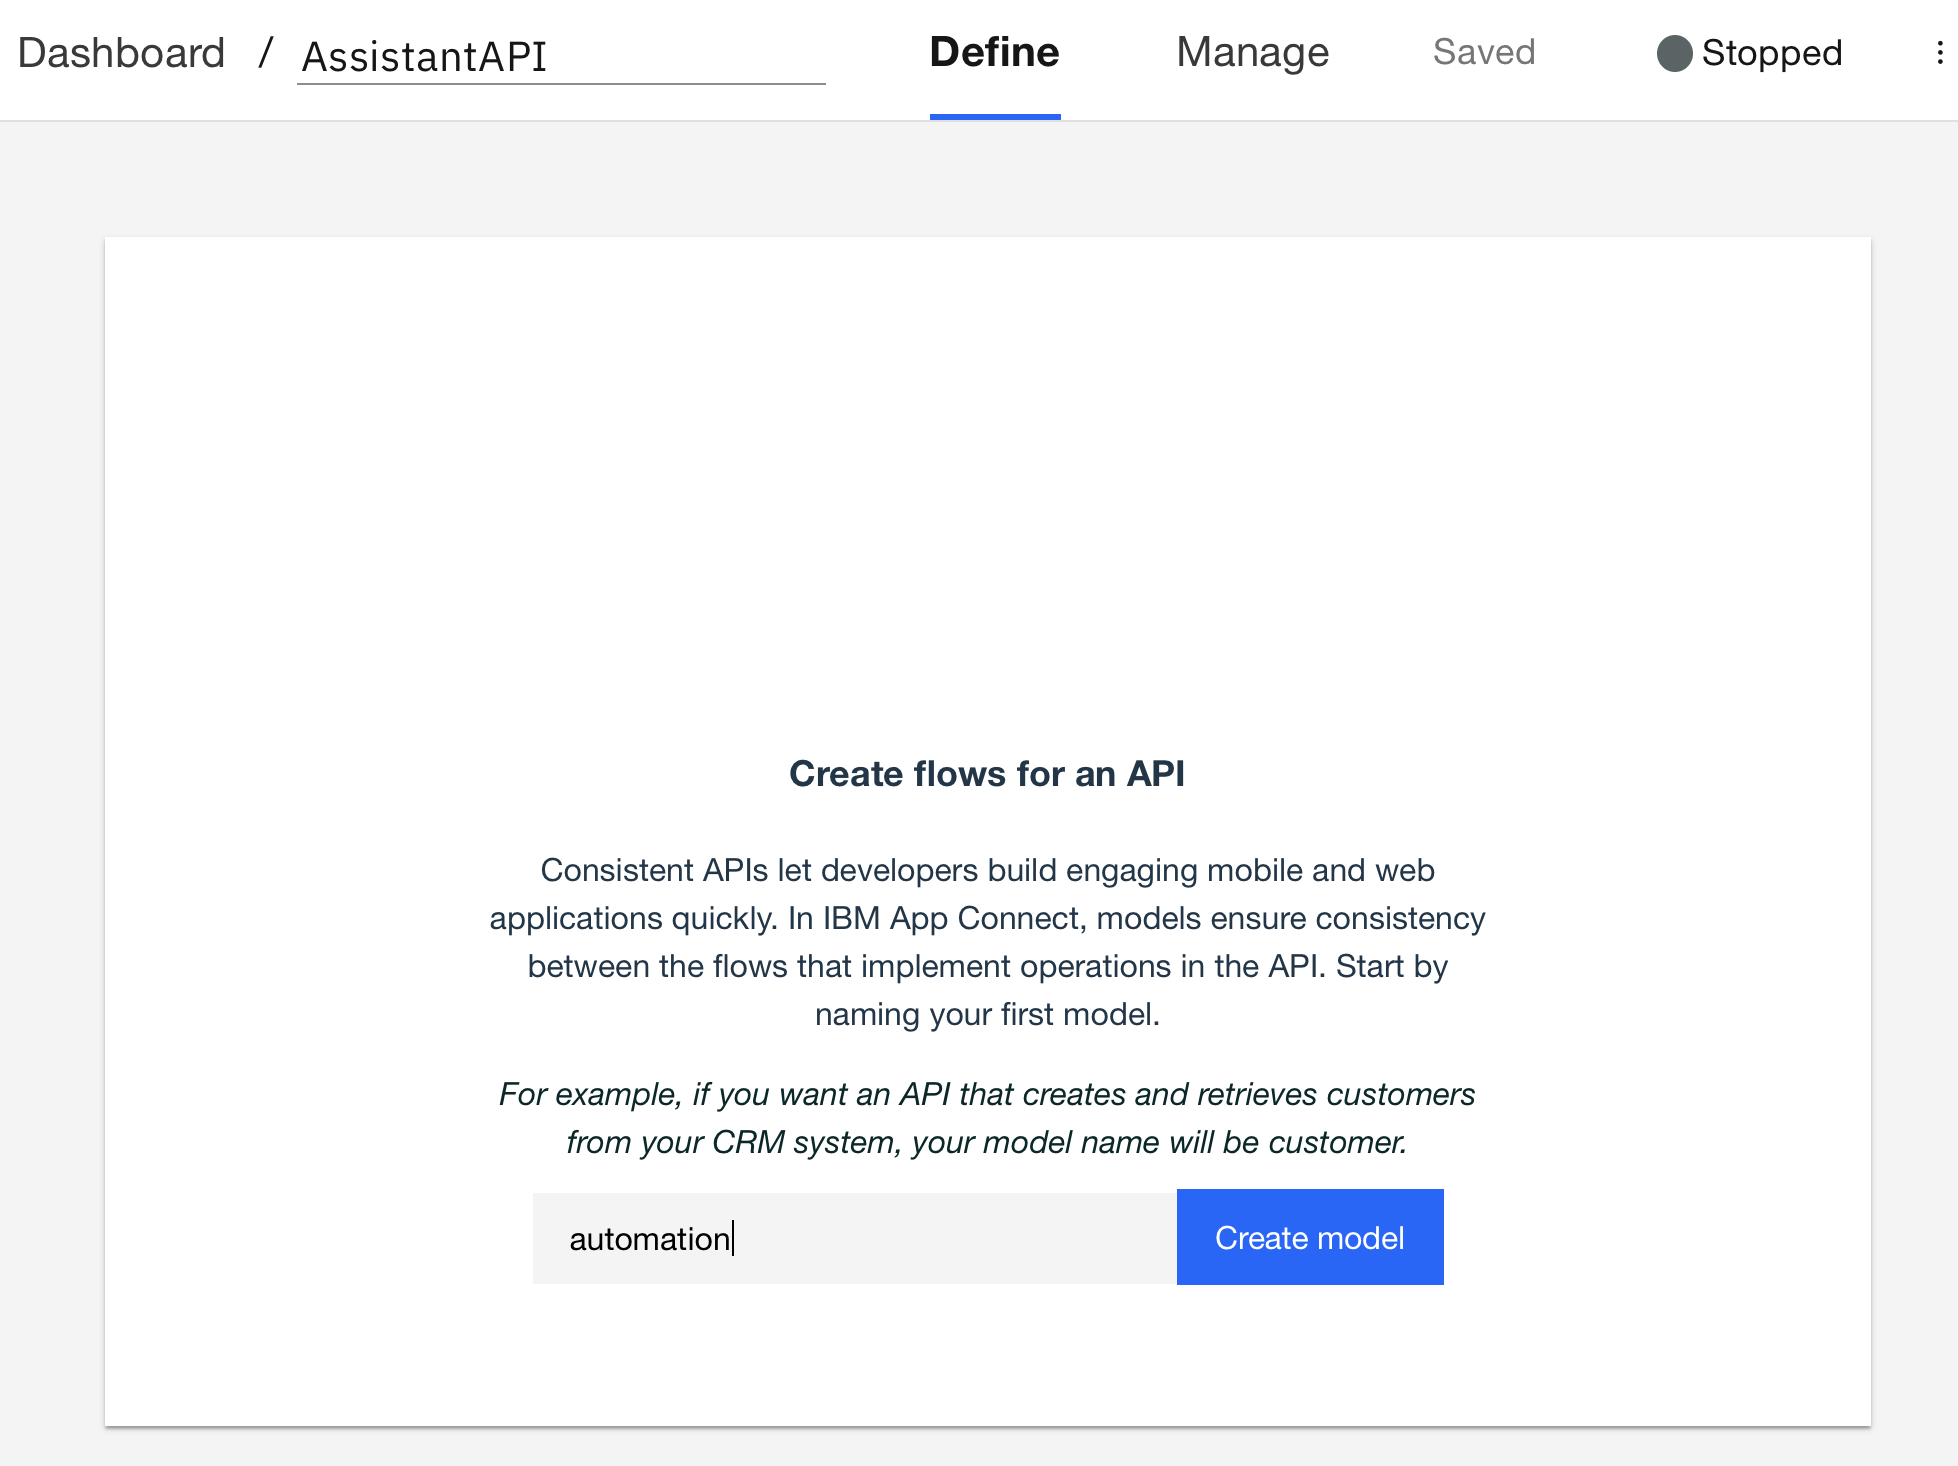 Dashboard / AssistantAPI Define Manage Saved Stopped
Create flows for an API
Consistent APIs let developers build engaging mobile and web
applications quickly. In IBM App Connect, models ensure consistency
between the flows that implement operations in the API. Start by
naming your first model.
For example, if you want an API that creates and retrieves customers
from your CRM system, your model name will be customer.
automation Create model